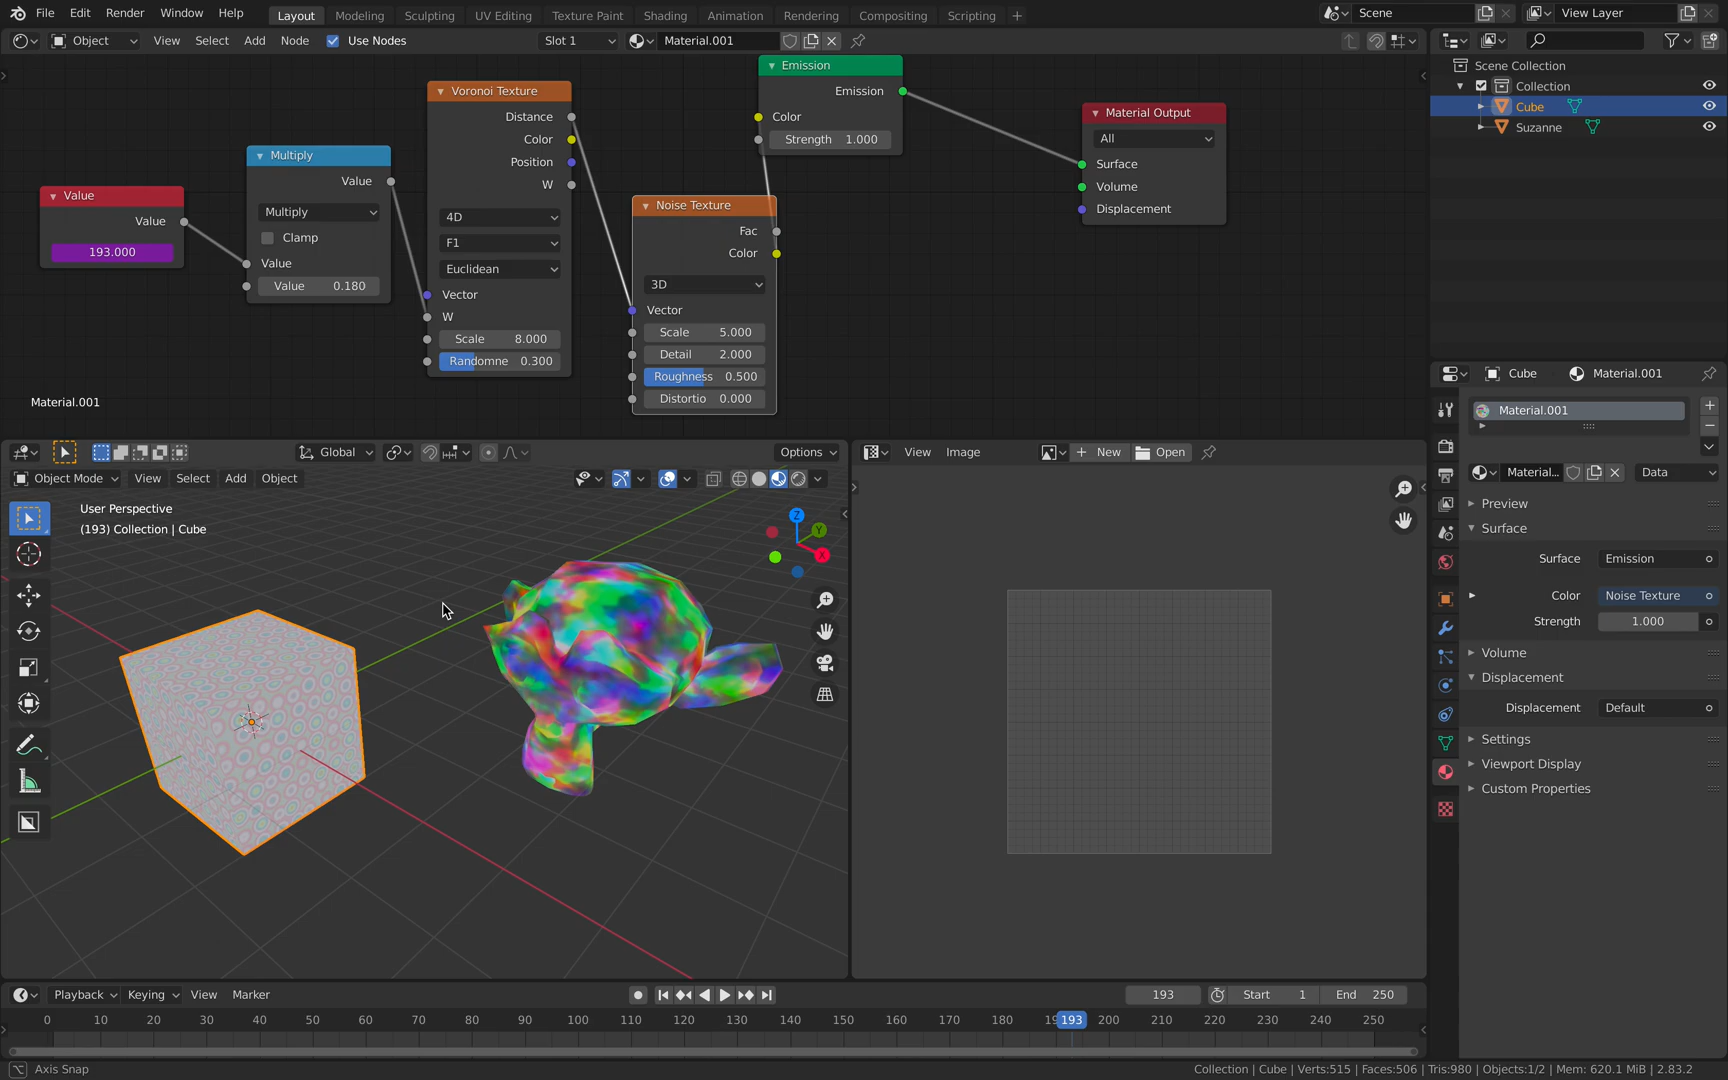 File Edit Render Window Help Layout Modeling Sculpting UV Editing Texture Paint Shading Animation Rendering Compositing Scripting + Scene View Layer
Object View Select Add Node Use Nodes Slot 1 Material.001
Scene Collection
Collection
Cube
Suzanne
Value
Value
193.000
Multiply
Value
Multiply
Clamp
Value
Value 0.180
Voronoi Texture
Distance
Color
Position
W
4D
F1
Euclidean
Vector
W
Scale 8.000
Randomne 0.300
Noise Texture
Fac
Color
3D
Vector
Scale 5.000
Detail 2.000
Roughness 0.500
Distortio 0.000
Emission
Emission
Color
Strength 1.000
Material Output
All
Surface
Volume
Displacement
Material.001
Global Options
Object Mode View Select Add Object
User Perspective
(193) Collection | Cube
Z
Y
X
View Image + New Open
Cube Material.001
Material.001
Material... Data
Preview
Surface
Surface Emission
Color Noise Texture
Strength 1.000
Volume
Displacement
Displacement Default
Settings
Viewport Display
Custom Properties
Playback Keying View Marker 193 Start 1 End 250
0 10 20 30 40 50 60 70 80 90 100 110 120 130 140 150 160 170 180 193 200 210 220 230 240 250
Axis Snap Collection | Cube | Verts:515 | Faces:506 | Tris:980 | Objects:1/2 | Mem: 620.1 MiB | 2.83.2